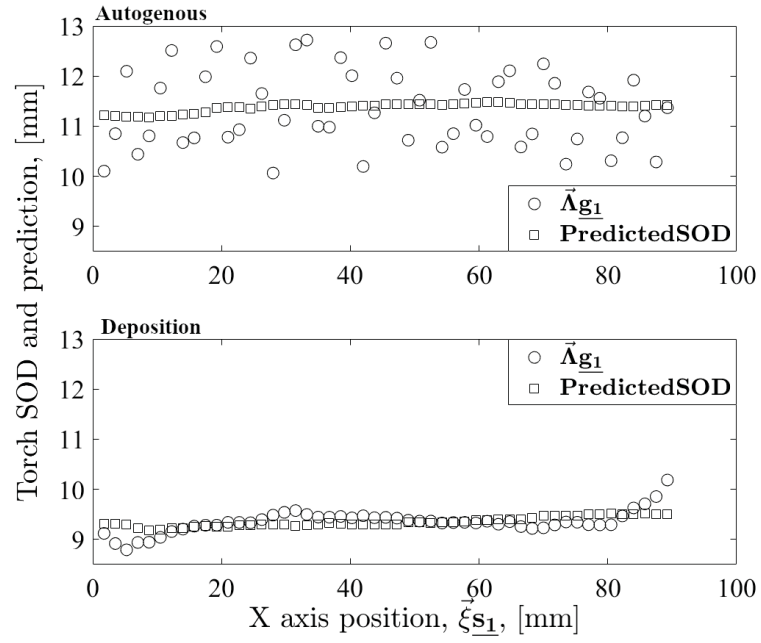 Autogenous
13
12
11
10
9
0 20 40 60 80 100
Λ⃗g₁
PredictedSOD
Deposition
13
12
11
10
9
0 20 40 60 80 100
Λ⃗g₁
PredictedSOD
Torch SOD and prediction, [mm]
X axis position, ξ⃗s₁, [mm]